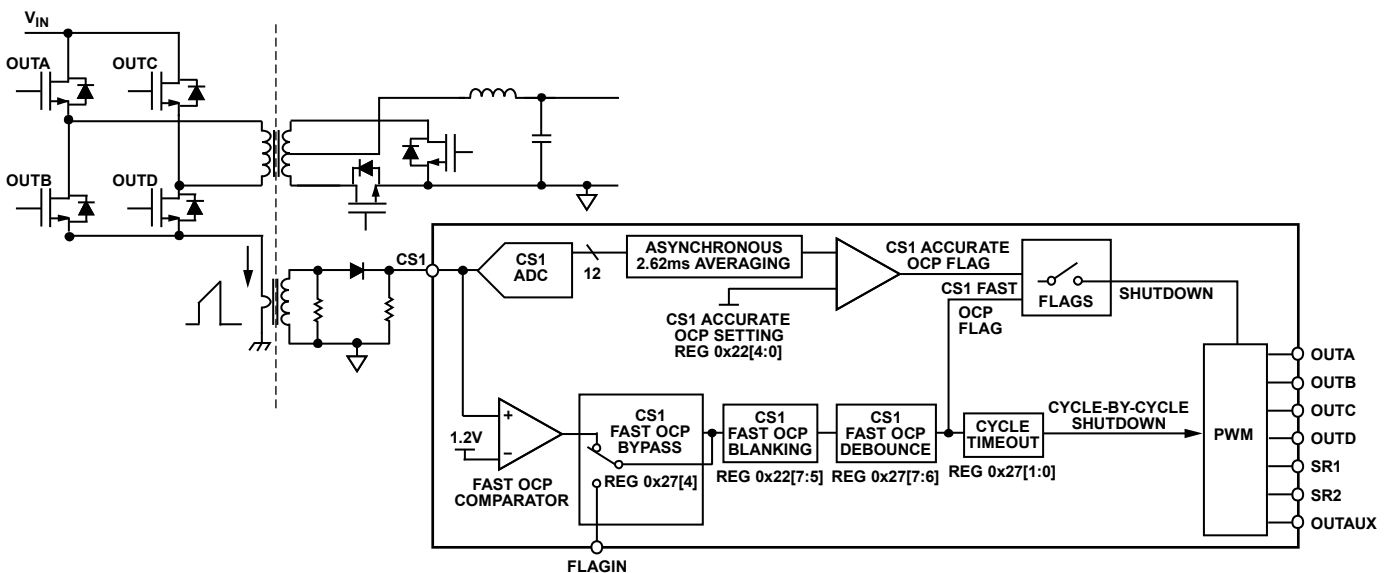 VIN
OUTA
OUTC
OUTB
OUTD
CS1
CS1
ADC
12
ASYNCHRONOUS
2.62ms AVERAGING
CS1 ACCURATE
OCP SETTING
REG 0x22[4:0]
CS1 ACCURATE
OCP FLAG
CS1 FAST
OCP
FLAG
FLAGS
SHUTDOWN
1.2V
+
−
FAST OCP
COMPARATOR
CS1
FAST OCP
BYPASS
REG 0x27[4]
FLAGIN
CS1
FAST OCP
BLANKING
REG 0x22[7:5]
CS1
FAST OCP
DEBOUNCE
REG 0x27[7:6]
CYCLE
TIMEOUT
REG 0x27[1:0]
CYCLE-BY-CYCLE
SHUTDOWN
PWM
OUTA
OUTB
OUTC
OUTD
SR1
SR2
OUTAUX